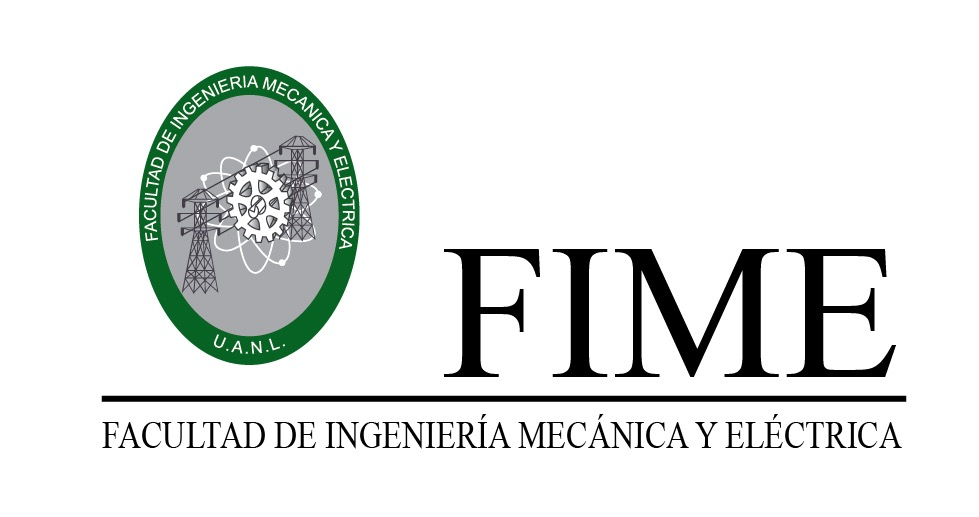 FACULTAD DE INGENIERIA MECANICA Y ELECTRICA
U.A.N.L.
FIME
FACULTAD DE INGENIERÍA MECÁNICA Y ELÉCTRICA